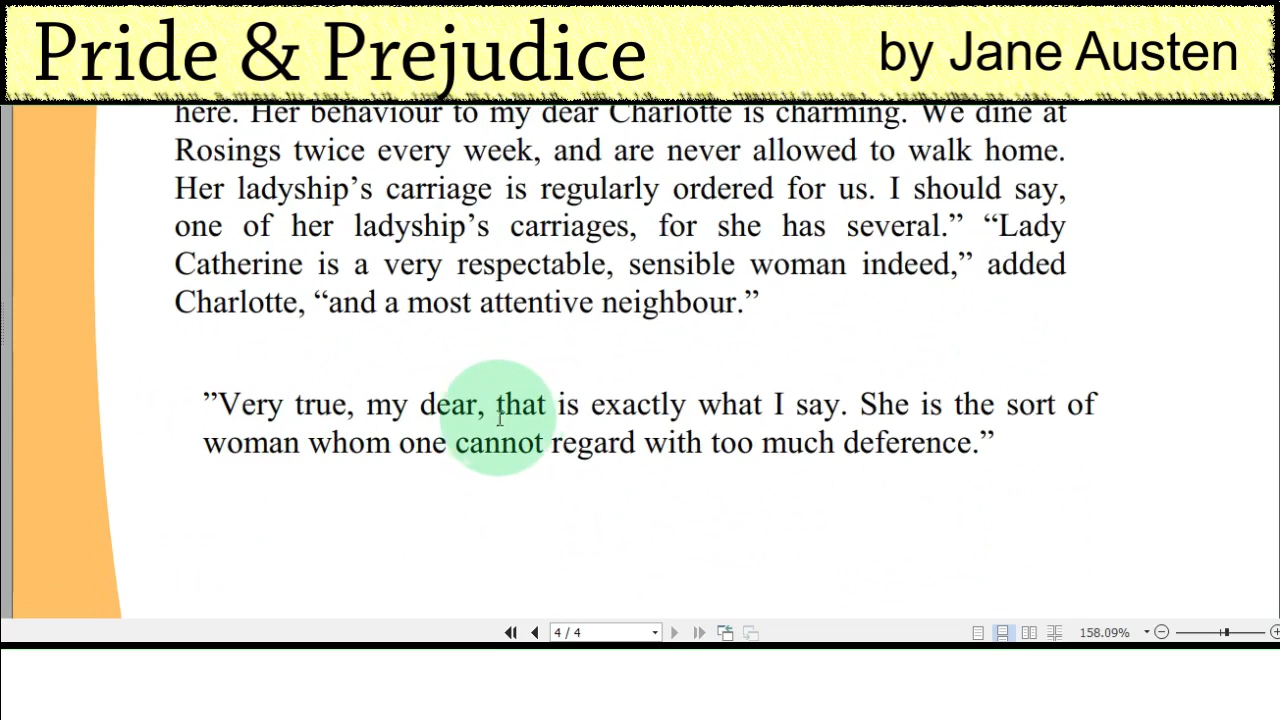 Pride & Prejudice
by Jane Austen
here. Her behaviour to my dear Charlotte is charming. We dine at
Rosings twice every week, and are never allowed to walk home.
Her ladyship’s carriage is regularly ordered for us. I should say,
one of her ladyship’s carriages, for she has several.” “Lady
Catherine is a very respectable, sensible woman indeed,” added
Charlotte, “and a most attentive neighbour.”
”Very true, my dear, that is exactly what I say. She is the sort of
woman whom one cannot regard with too much deference.”
4 / 4
158.09%